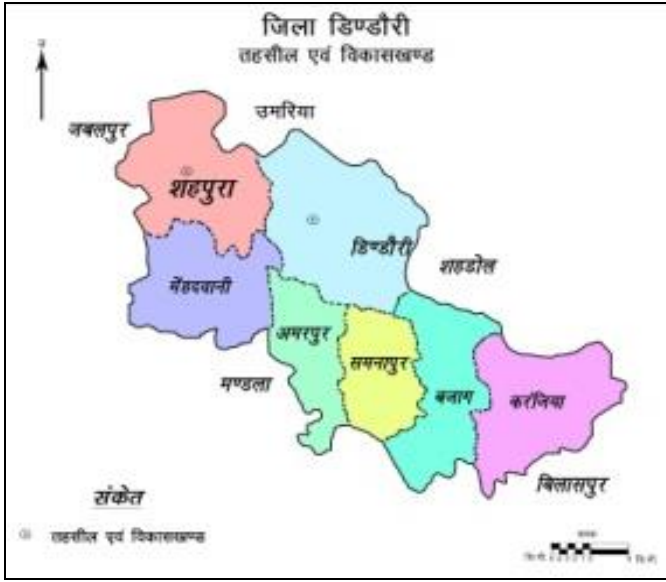 जिला डिण्डौरी
तहसील एवं विकासखण्ड
उमरिया
जबलपुर
शहपुरा
डिण्डौरी
शहडोल
मेंहदवानी
अमरपुर
समनापुर
मण्डला
बजाग
करंजिया
बिलासपुर
संकेत
तहसील एवं विकासखण्ड